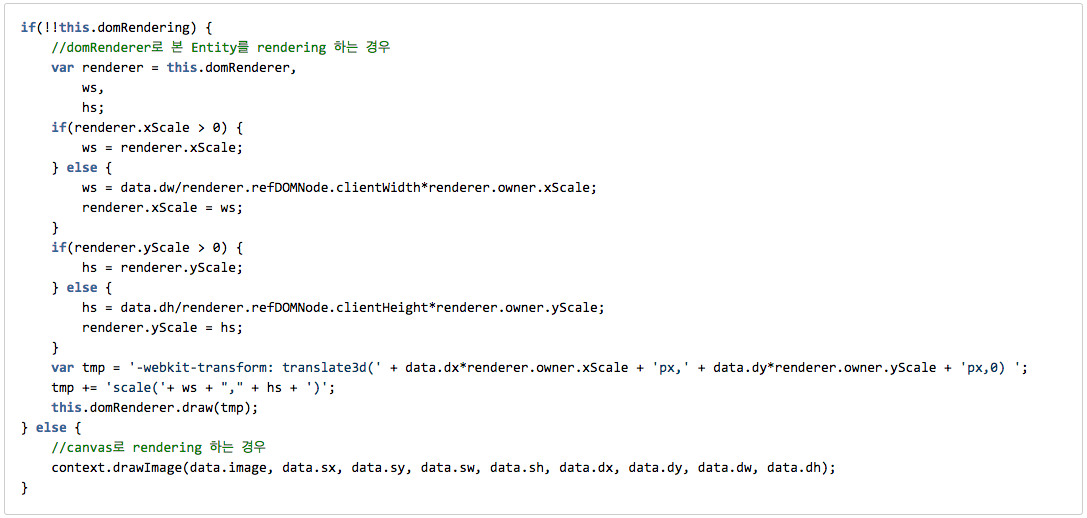 if(!!this.domRendering) {
    //domRenderer로 본 Entity를 rendering 하는 경우
    var renderer = this.domRenderer,
        ws,
        hs;
    if(renderer.xScale > 0) {
        ws = renderer.xScale;
    } else {
        ws = data.dw/renderer.refDOMNode.clientWidth*renderer.owner.xScale;
        renderer.xScale = ws;
    }
    if(renderer.yScale > 0) {
        hs = renderer.yScale;
    } else {
        hs = data.dh/renderer.refDOMNode.clientHeight*renderer.owner.yScale;
        renderer.yScale = hs;
    }
    var tmp = '-webkit-transform: translate3d(' + data.dx*renderer.owner.xScale + 'px,' + data.dy*renderer.owner.yScale + 'px,0) ';
    tmp += 'scale('+ ws + "," + hs + ')';
    this.domRenderer.draw(tmp);
} else {
    //canvas로 rendering 하는 경우
    context.drawImage(data.image, data.sx, data.sy, data.sw, data.sh, data.dx, data.dy, data.dw, data.dh);
}